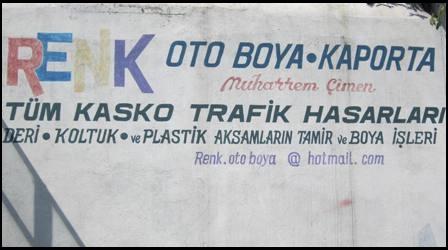 RENK OTO BOYA • KAPORTA
Muharrem Çimen
TÜM KASKO TRAFİK HASARLARI
DERİ • KOLTUK • ve PLASTİK AKSAMLARIN TAMİR ve BOYA İŞLERİ
Renk.oto boya @ hotmail.com